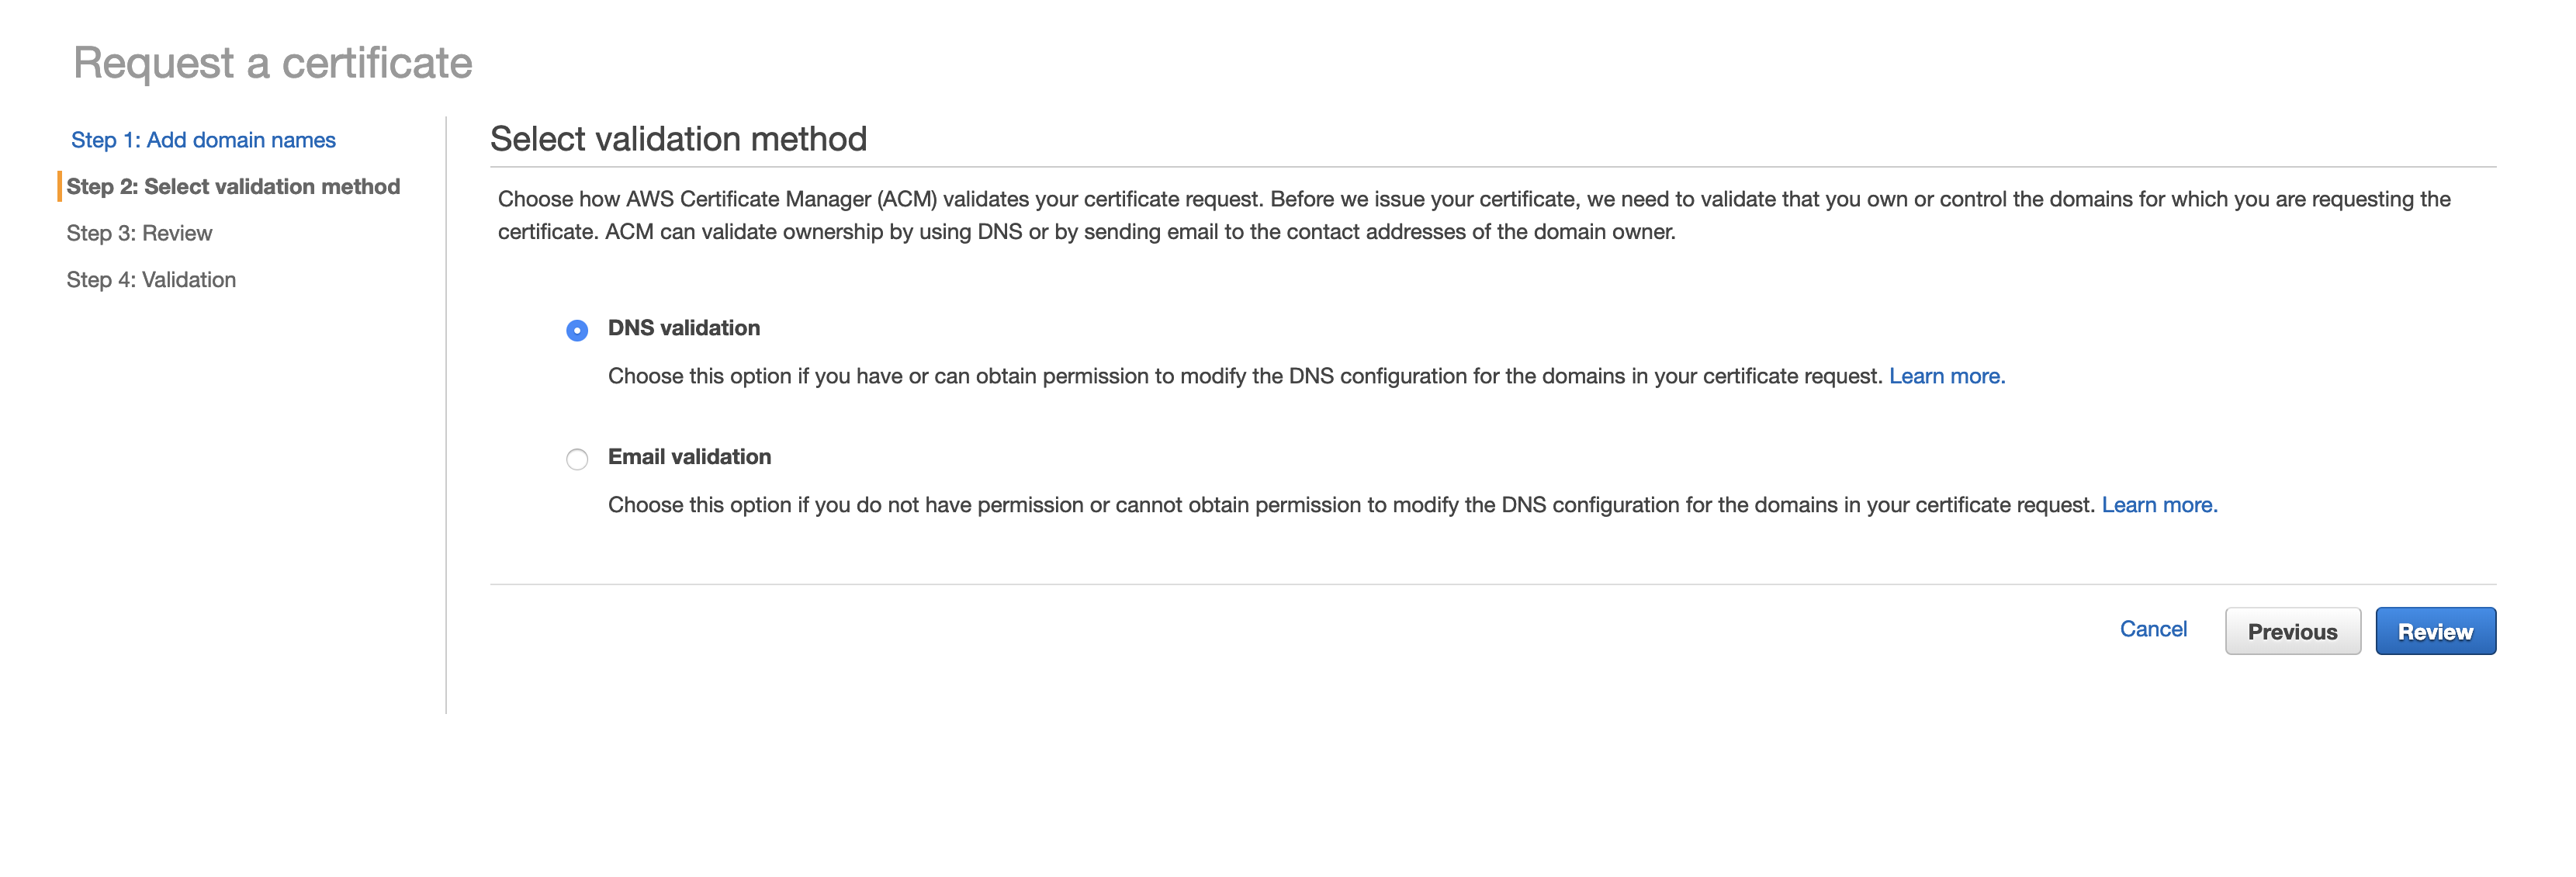 Request a certificate
Step 1: Add domain names
Step 2: Select validation method
Step 3: Review
Step 4: Validation
Select validation method
Choose how AWS Certificate Manager (ACM) validates your certificate request. Before we issue your certificate, we need to validate that you own or control the domains for which you are requesting the
certificate. ACM can validate ownership by using DNS or by sending email to the contact addresses of the domain owner.
DNS validation
Choose this option if you have or can obtain permission to modify the DNS configuration for the domains in your certificate request. Learn more.
Email validation
Choose this option if you do not have permission or cannot obtain permission to modify the DNS configuration for the domains in your certificate request. Learn more.
Cancel
Previous
Review